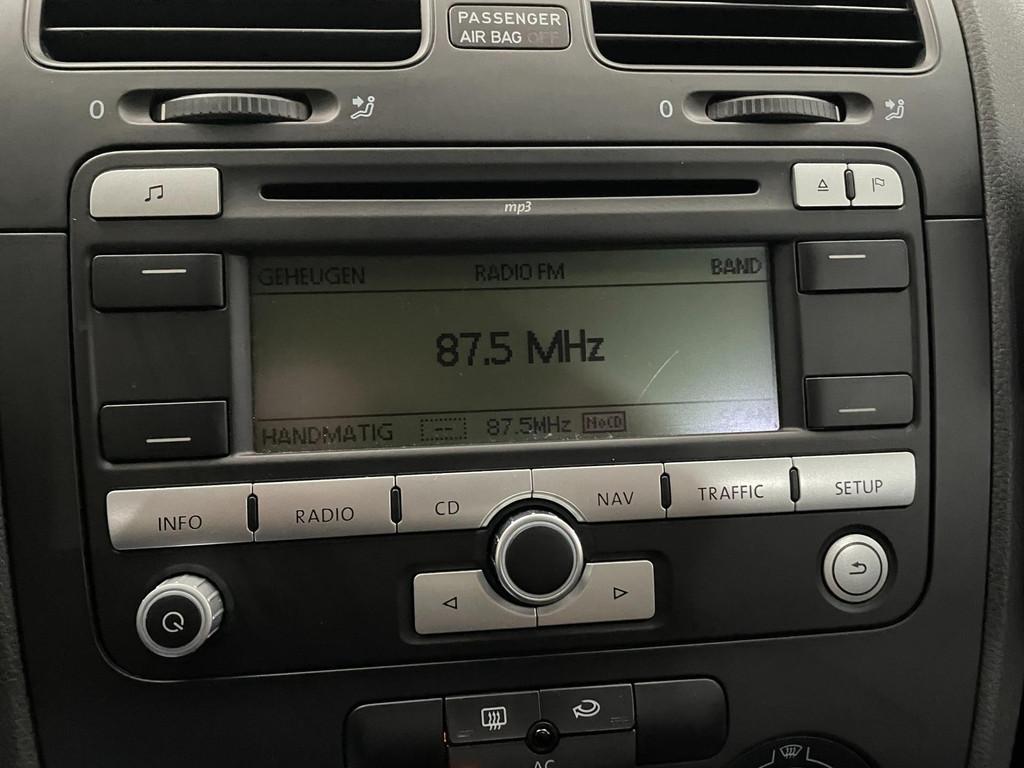 PASSENGER
AIR BAG OFF
0
0
mp3
GEHEUGEN RADIO FM BAND
87.5 MHz
HANDMATIG -- 87.5MHz NoCD
INFO RADIO CD NAV TRAFFIC SETUP
AC